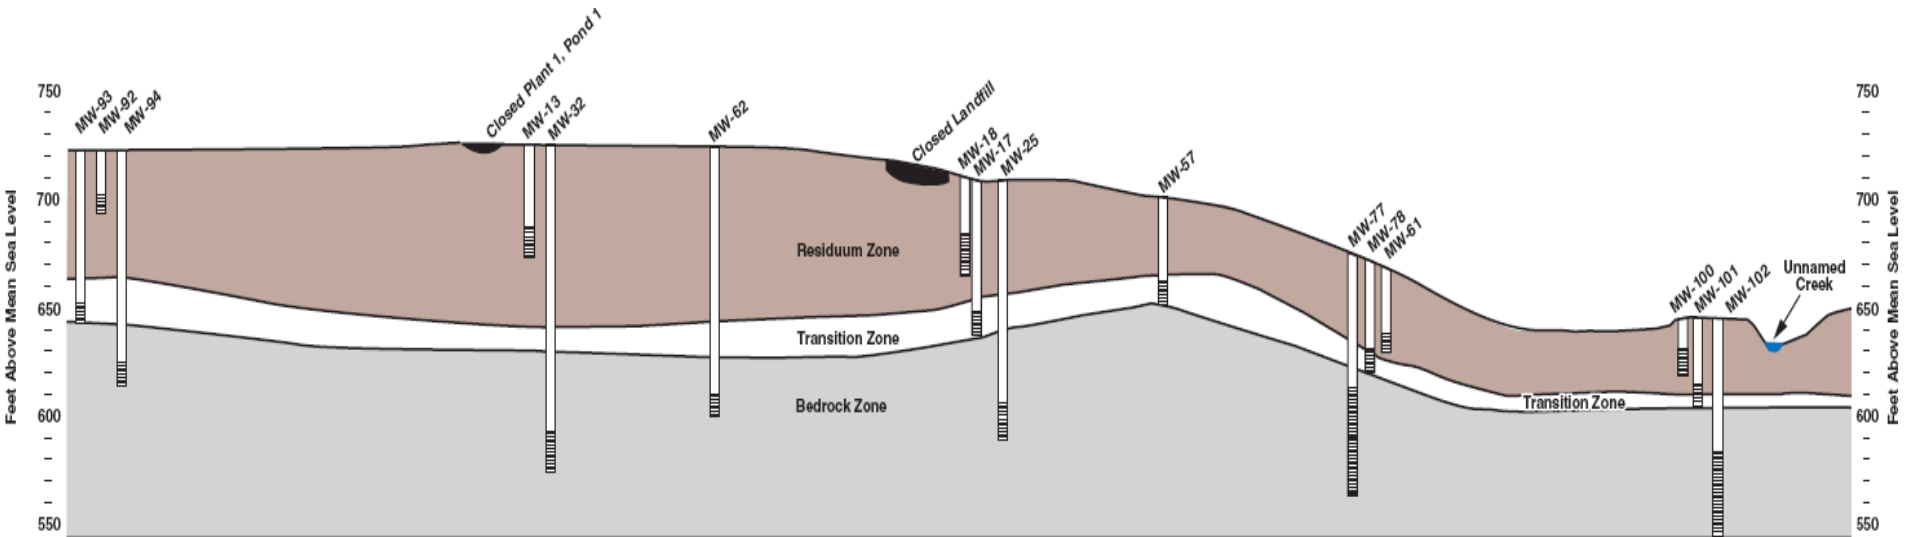 Feet Above Mean Sea Level
750
700
650
600
550
MW-93
MW-92
MW-94
Closed Plant 1, Pond 1
MW-13
MW-32
MW-62
Closed Landfill
MW-18
MW-17
MW-25
MW-57
MW-77
MW-78
MW-61
MW-100
MW-101
MW-102
Unnamed
Creek
Residuum Zone
Transition Zone
Bedrock Zone
Transition Zone
750
700
650
600
550
Feet Above Mean Sea Level